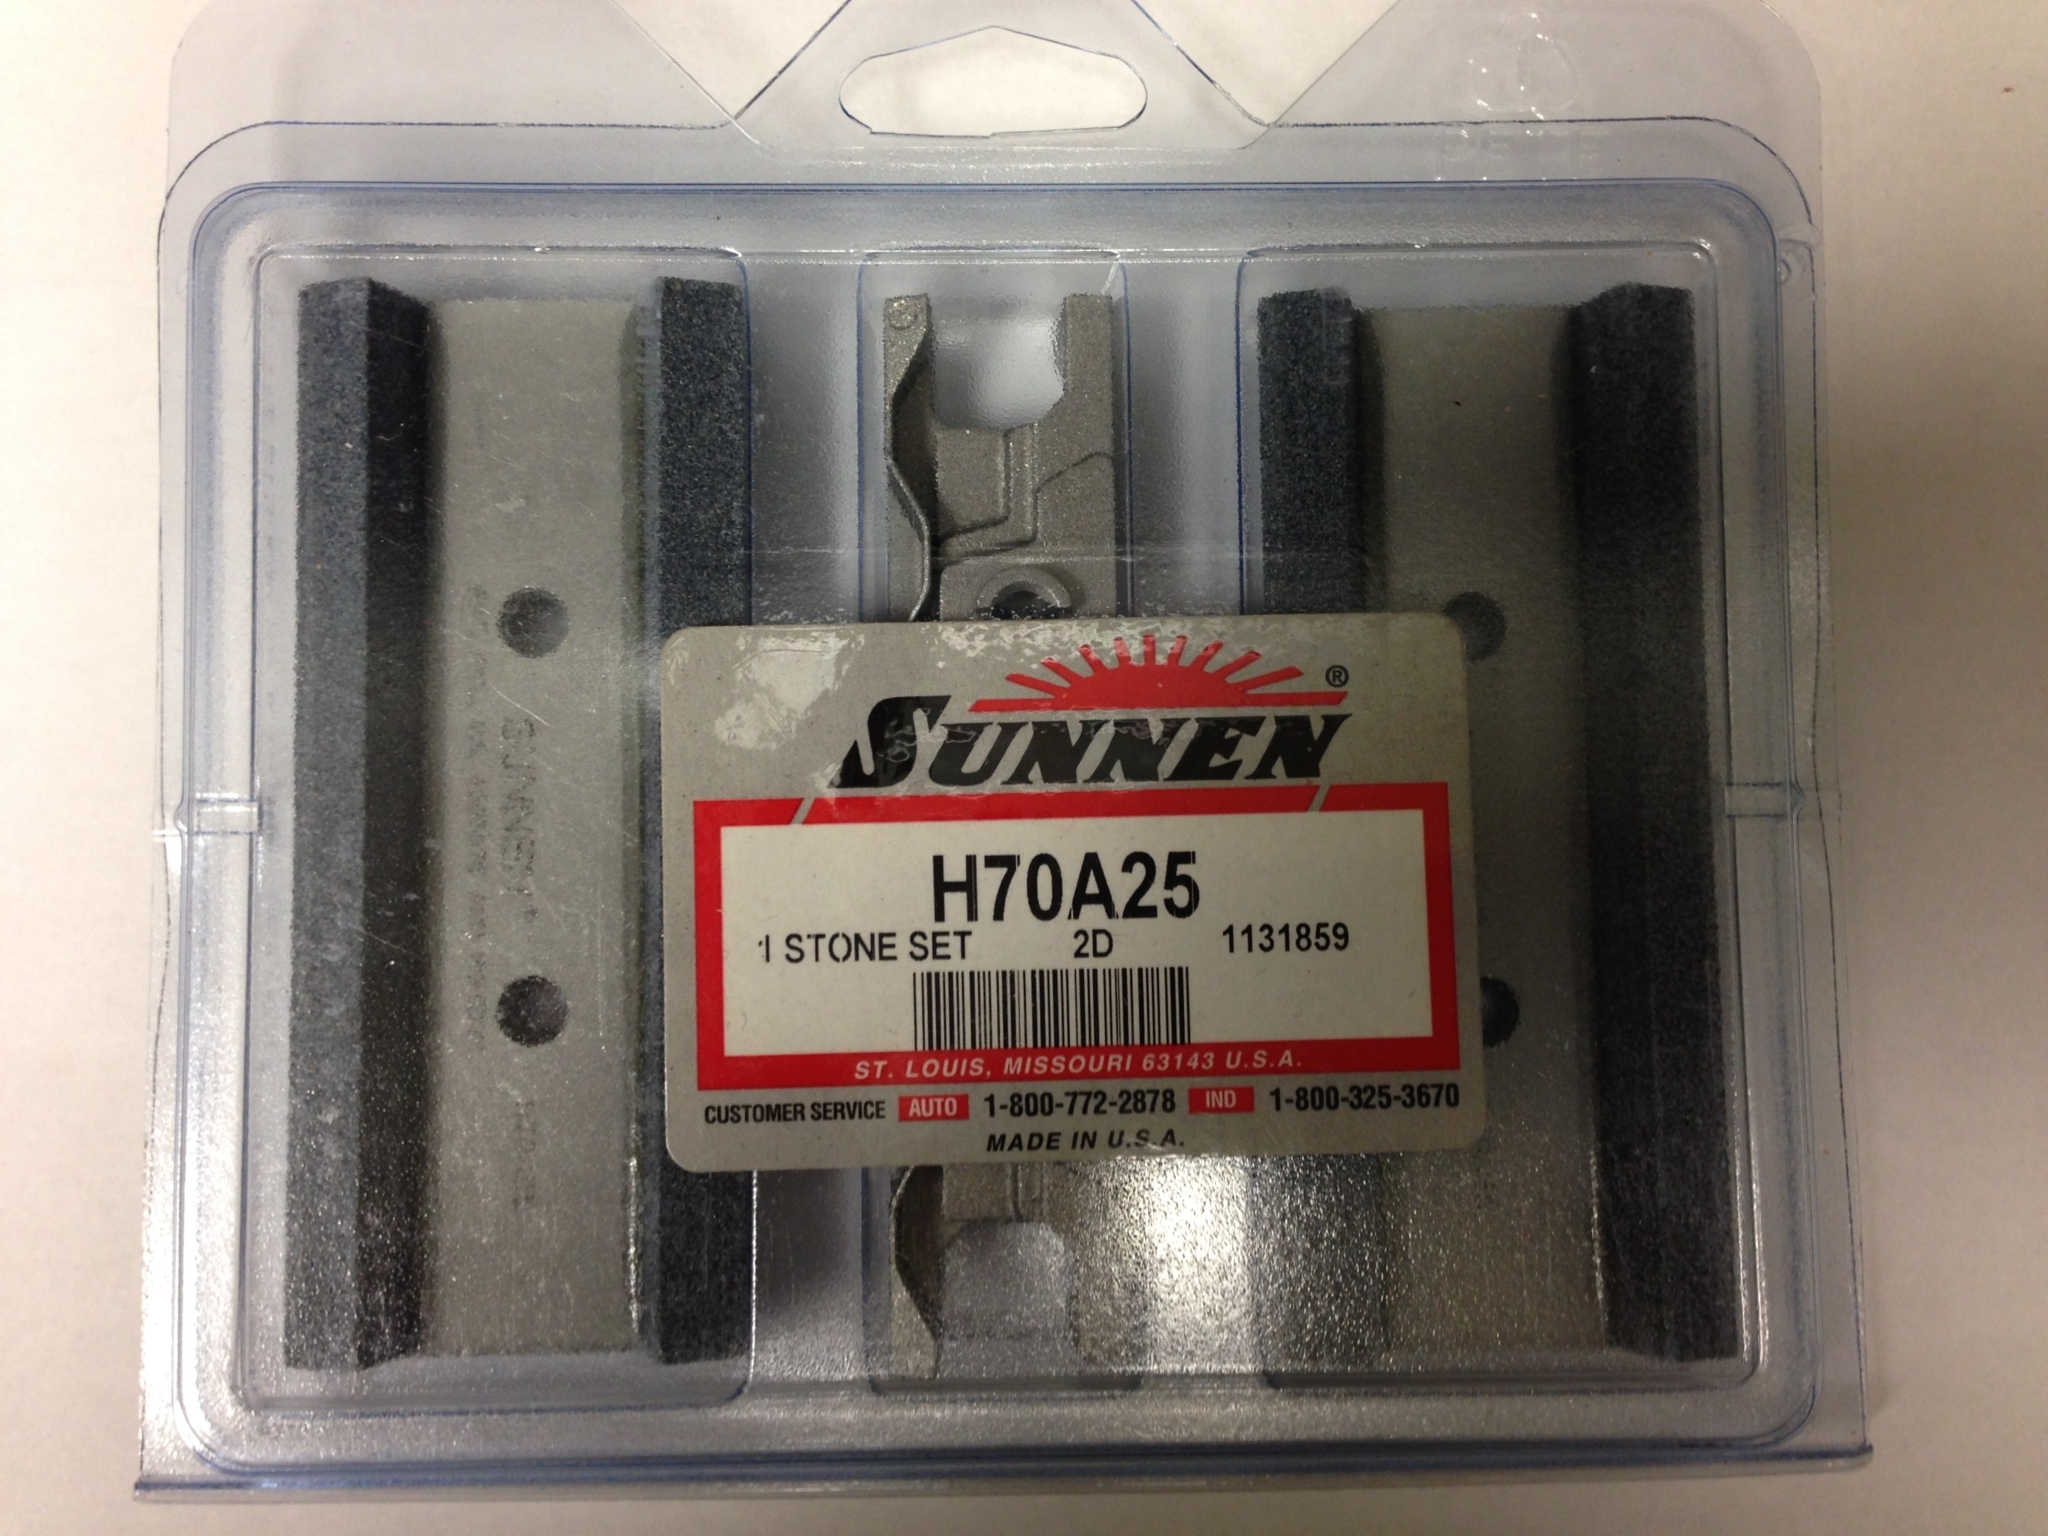 SUNNEN®
H70A25
1 STONE SET 2D 1131859
ST. LOUIS, MISSOURI 63143 U.S.A.
CUSTOMER SERVICE AUTO 1-800-772-2878 IND 1-800-325-3670
MADE IN U.S.A.
SUNNEN